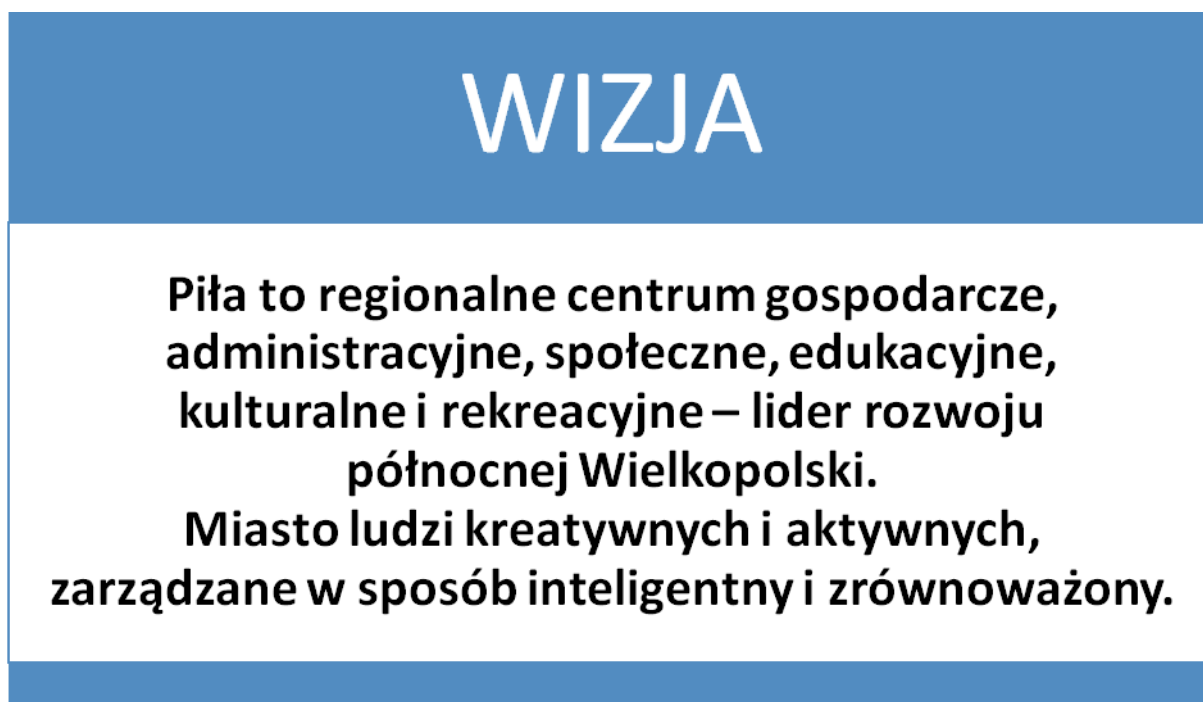 WIZJA
Piła to regionalne centrum gospodarcze,
administracyjne, społeczne, edukacyjne,
kulturalne i rekreacyjne – lider rozwoju
północnej Wielkopolski.
Miasto ludzi kreatywnych i aktywnych,
zarządzane w sposób inteligentny i zrównoważony.